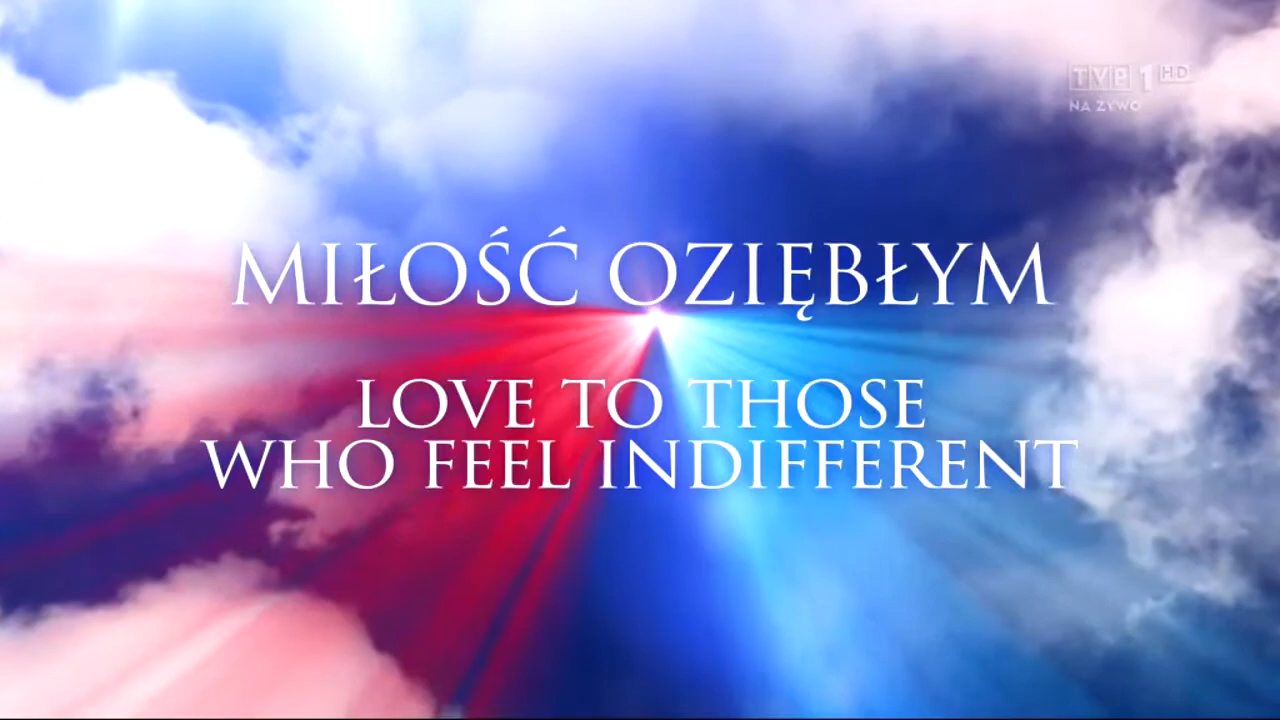 TVP 1 HD
NA ŻYWO
MIŁOŚĆ OZIĘBŁYM
LOVE TO THOSE
WHO FEEL INDIFFERENT